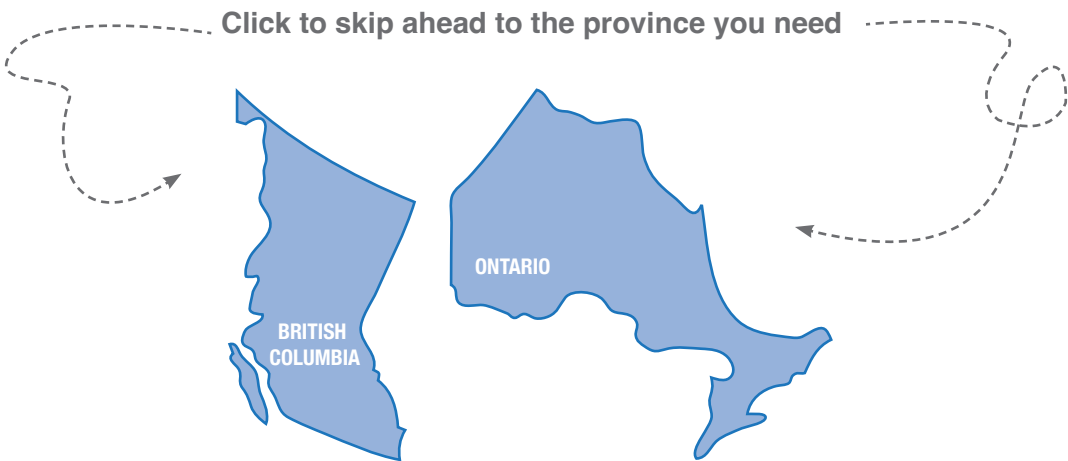 Click to skip ahead to the province you need
ONTARIO
BRITISH
COLUMBIA